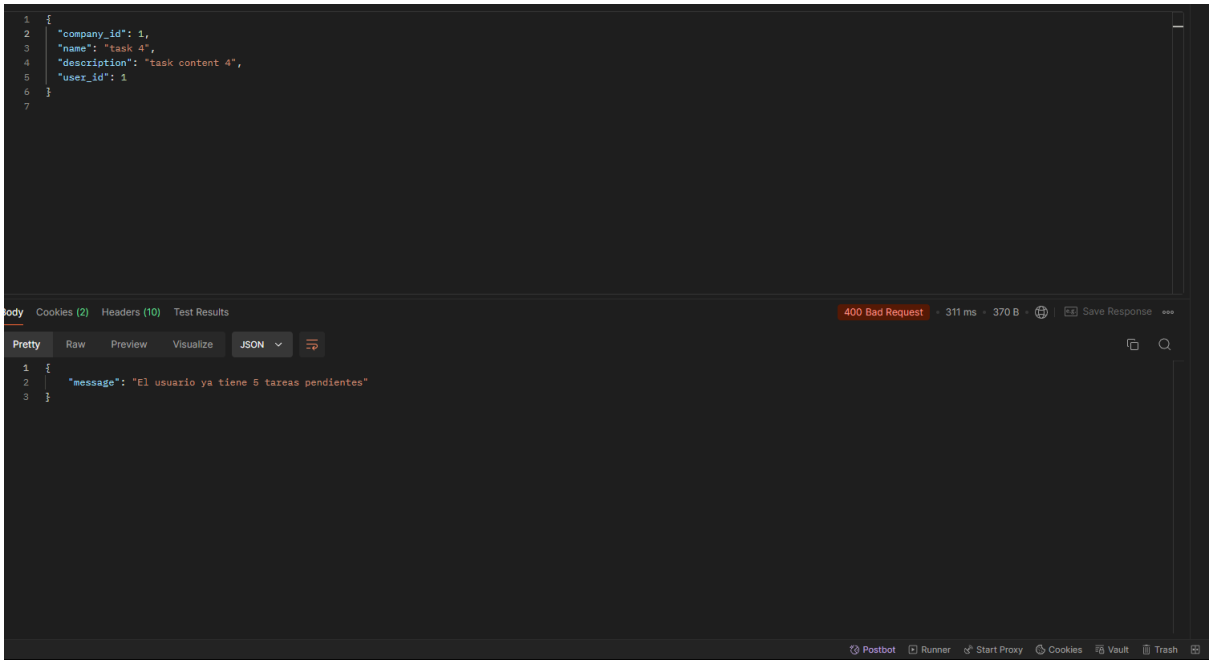 1 {
2 "company_id": 1,
3 "name": "task 4",
4 "description": "task content 4",
5 "user_id": 1
6 }
7
Body Cookies (2) Headers (10) Test Results 400 Bad Request 311 ms 370 B Save Response
Pretty Raw Preview Visualize JSON
1 {
2 "message": "El usuario ya tiene 5 tareas pendientes"
3 }
Postbot Runner Start Proxy Cookies Vault Trash